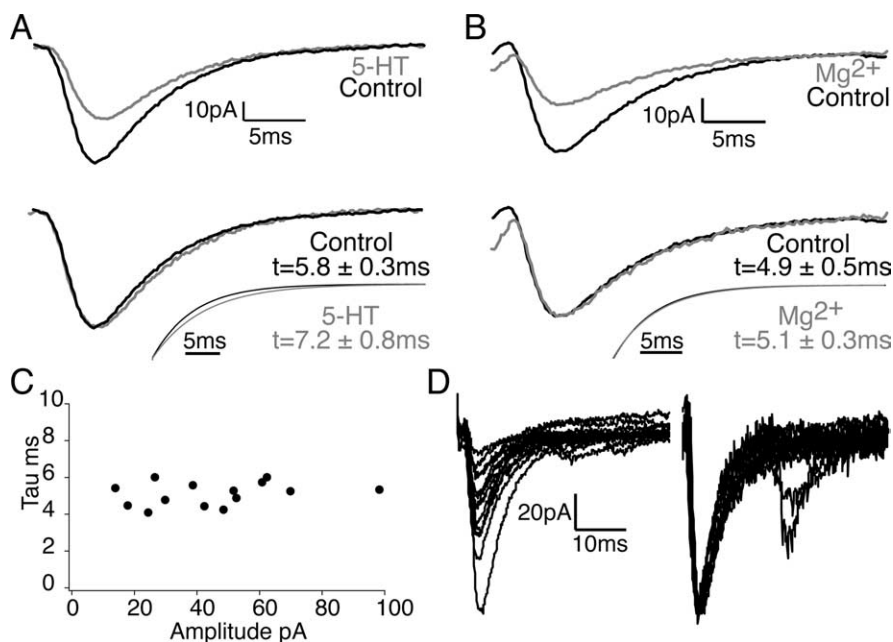 A
5-HT
Control
10pA
5ms
Control
t=5.8 ± 0.3ms
5-HT
5ms
t=7.2 ± 0.8ms
B
Mg2+
Control
10pA
5ms
Control
t=4.9 ± 0.5ms
Mg2+
5ms
t=5.1 ± 0.3ms
C
10
8
6
4
2
0
Tau ms
0 20 40 60 80 100
Amplitude pA
D
20pA
10ms